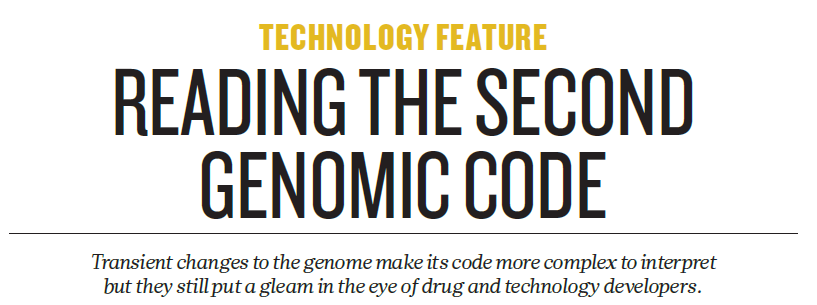 TECHNOLOGY FEATURE
READING THE SECOND
GENOMIC CODE
Transient changes to the genome make its code more complex to interpret
but they still put a gleam in the eye of drug and technology developers.